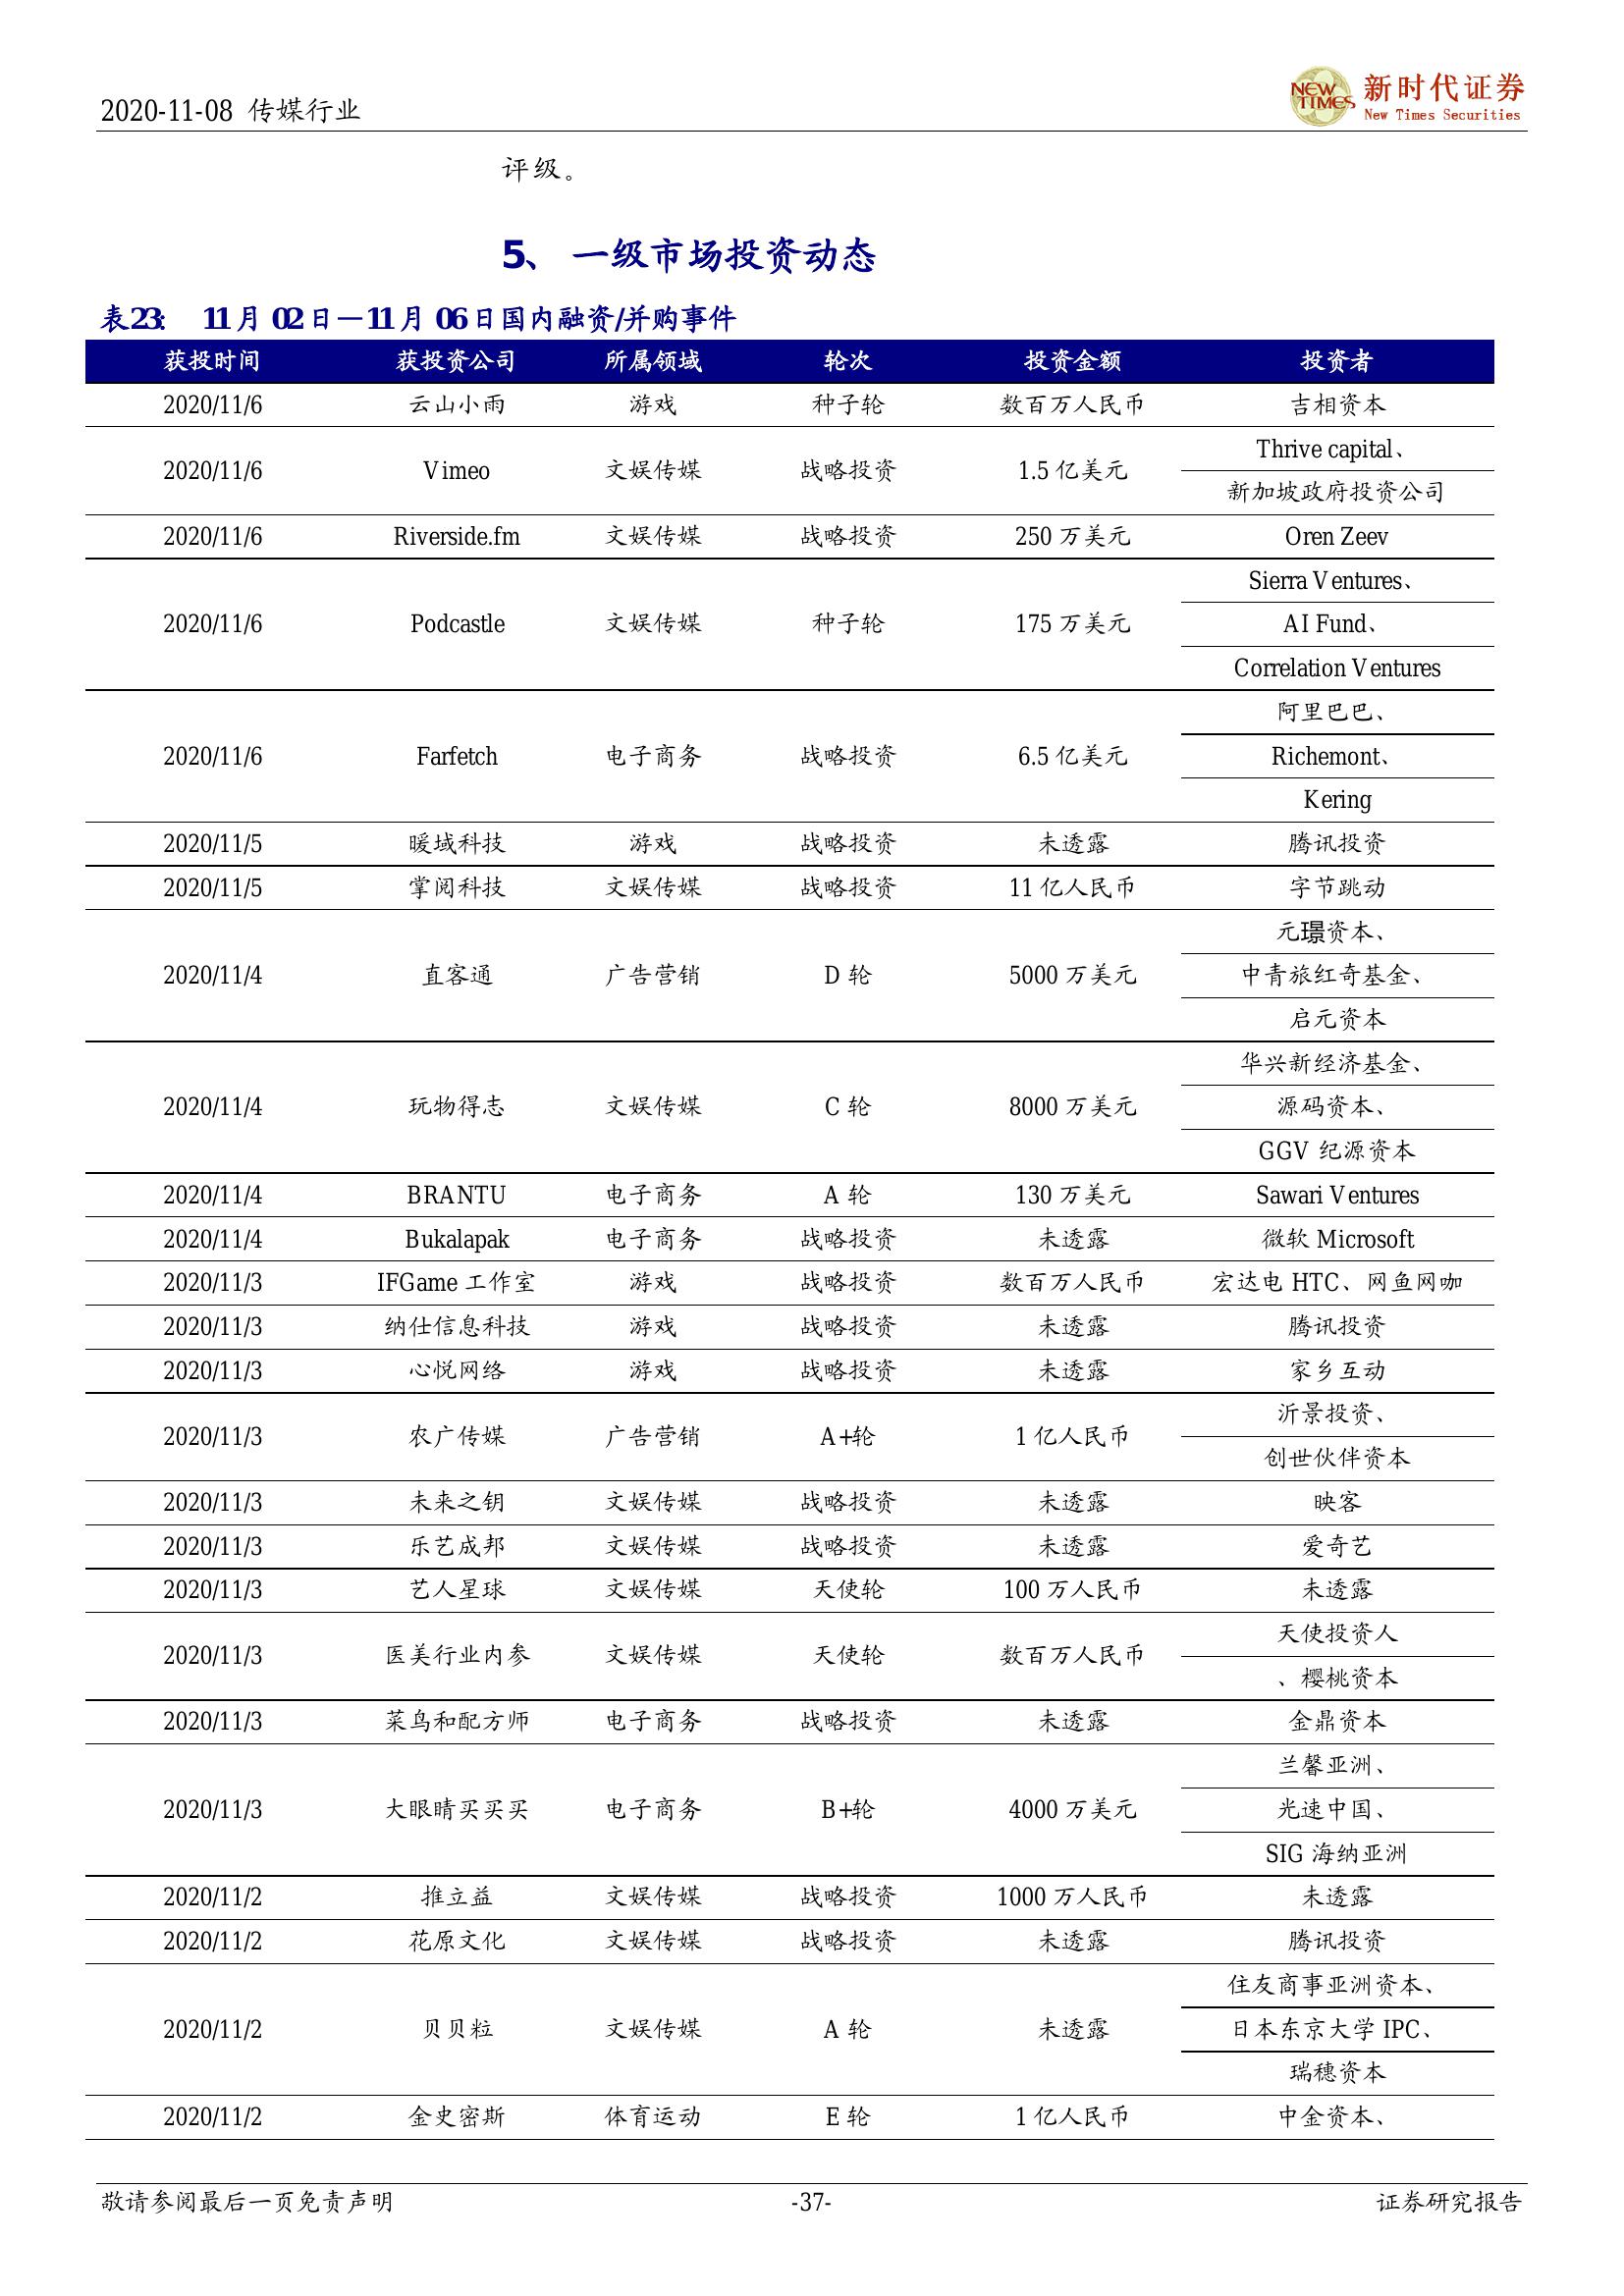 2020-11-08 传媒行业
NEW TIMES
新时代证券
New Times Securities
评级。
5、 一级市场投资动态
表23: 11月02日—11月06日国内融资/并购事件
获投时间 获投资公司 所属领域 轮次 投资金额 投资者
2020/11/6 云山小雨 游戏 种子轮 数百万人民币 吉相资本
2020/11/6 Vimeo 文娱传媒 战略投资 1.5 亿美元 Thrive capital、
新加坡政府投资公司
2020/11/6 Riverside.fm 文娱传媒 战略投资 250 万美元 Oren Zeev
2020/11/6 Podcastle 文娱传媒 种子轮 175 万美元 Sierra Ventures、
AI Fund、
Correlation Ventures
2020/11/6 Farfetch 电子商务 战略投资 6.5 亿美元 阿里巴巴、
Richemont、
Kering
2020/11/5 暖域科技 游戏 战略投资 未透露 腾讯投资
2020/11/5 掌阅科技 文娱传媒 战略投资 11 亿人民币 字节跳动
2020/11/4 直客通 广告营销 D 轮 5000 万美元 元璟资本、
中青旅红奇基金、
启元资本
2020/11/4 玩物得志 文娱传媒 C 轮 8000 万美元 华兴新经济基金、
源码资本、
GGV 纪源资本
2020/11/4 BRANTU 电子商务 A 轮 130 万美元 Sawari Ventures
2020/11/4 Bukalapak 电子商务 战略投资 未透露 微软 Microsoft
2020/11/3 IFGame 工作室 游戏 战略投资 数百万人民币 宏达电 HTC、网鱼网咖
2020/11/3 纳仕信息科技 游戏 战略投资 未透露 腾讯投资
2020/11/3 心悦网络 游戏 战略投资 未透露 家乡互动
2020/11/3 农广传媒 广告营销 A+轮 1 亿人民币 沂景投资、
创世伙伴资本
2020/11/3 未来之钥 文娱传媒 战略投资 未透露 映客
2020/11/3 乐艺成邦 文娱传媒 战略投资 未透露 爱奇艺
2020/11/3 艺人星球 文娱传媒 天使轮 100 万人民币 未透露
2020/11/3 医美行业内参 文娱传媒 天使轮 数百万人民币 天使投资人
、樱桃资本
2020/11/3 菜鸟和配方师 电子商务 战略投资 未透露 金鼎资本
2020/11/3 大眼睛买买买 电子商务 B+轮 4000 万美元 兰馨亚洲、
光速中国、
SIG 海纳亚洲
2020/11/2 推立益 文娱传媒 战略投资 1000 万人民币 未透露
2020/11/2 花原文化 文娱传媒 战略投资 未透露 腾讯投资
2020/11/2 贝贝粒 文娱传媒 A 轮 未透露 住友商事亚洲资本、
日本东京大学 IPC、
瑞穗资本
2020/11/2 金史密斯 体育运动 E 轮 1 亿人民币 中金资本、
敬请参阅最后一页免责声明 -37- 证券研究报告